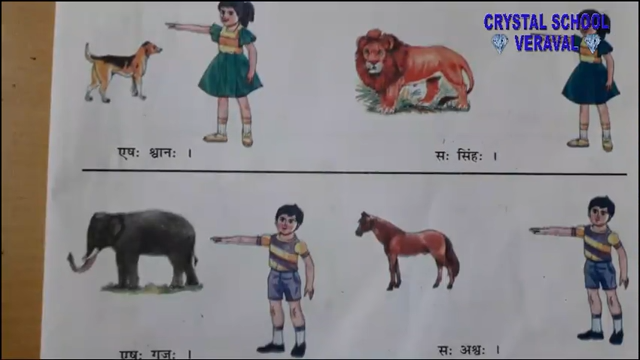 CRYSTAL SCHOOL
VERAVAL
एषः श्वानः ।
सः सिंहः ।
एषः गजः ।
सः अश्वः ।